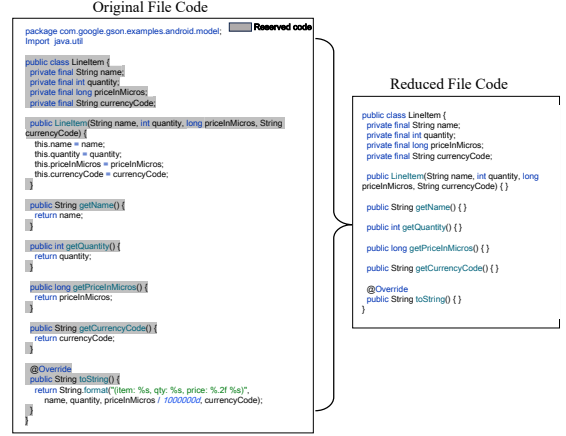 Original File Code
package com.google.gson.examples.android.model;
Reserved code
Import java.util
public class LineItem {
private final String name;
private final int quantity;
private final long priceInMicros;
private final String currencyCode;
public LineItem(String name, int quantity, long priceInMicros, String
currencyCode) {
this.name = name;
this.quantity = quantity;
this.priceInMicros = priceInMicros;
this.currencyCode = currencyCode;
}
public String getName() {
return name;
}
public int getQuantity() {
return quantity;
}
public long getPriceInMicros() {
return priceInMicros;
}
public String getCurrencyCode() {
return currencyCode;
}
@Override
public String toString() {
return String.format("(item: %s, qty: %s, price: %.2f %s)",
name, quantity, priceInMicros / 1000000d, currencyCode);
}
}
Reduced File Code
public class LineItem {
private final String name;
private final int quantity;
private final long priceInMicros;
private final String currencyCode;
public LineItem(String name, int quantity, long
priceInMicros, String currencyCode) { }
public String getName() { }
public int getQuantity() { }
public long getPriceInMicros() { }
public String getCurrencyCode() { }
@Override
public String toString() { }
}